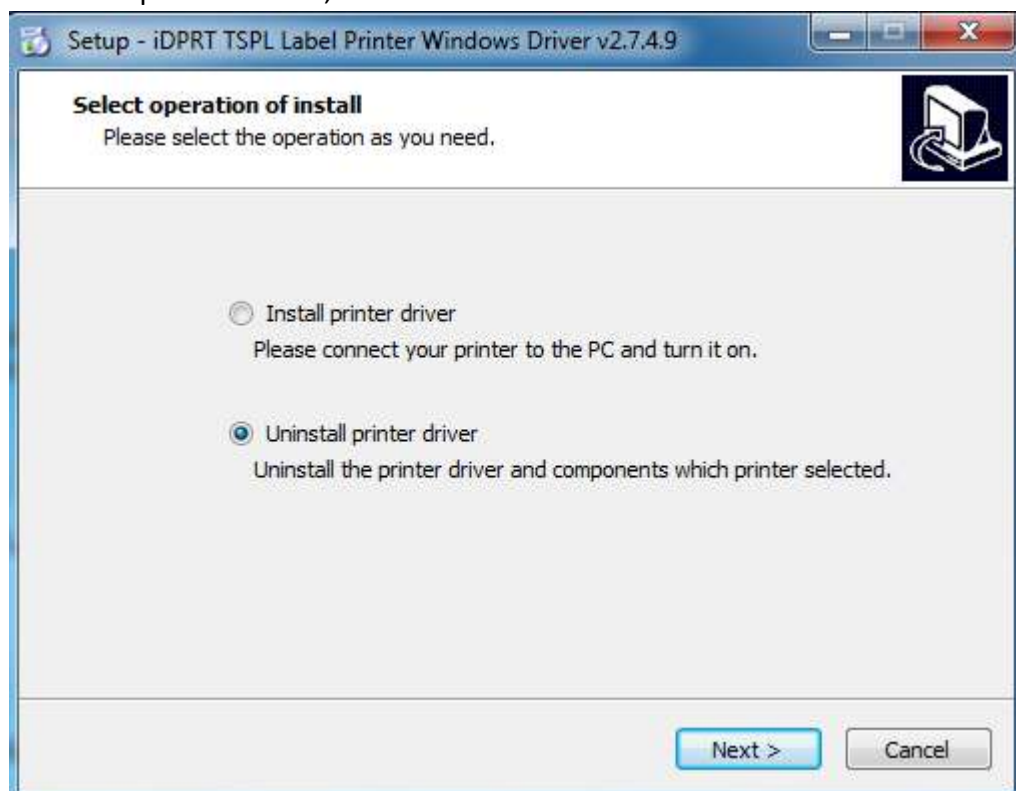 Setup - iDPRT TSPL Label Printer Windows Driver v2.7.4.9
Select operation of install
Please select the operation as you need.
Install printer driver
Please connect your printer to the PC and turn it on.
Uninstall printer driver
Uninstall the printer driver and components which printer selected.
Next >
Cancel